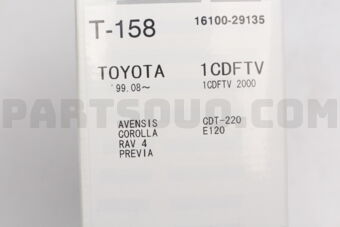 T-158 16100-29135
TOYOTA 1CDFTV
'99.08~ 1CDFTV 2000
AVENSIS CDT-220
COROLLA E120
RAV 4
PREVIA
PARTSOUQ.COM